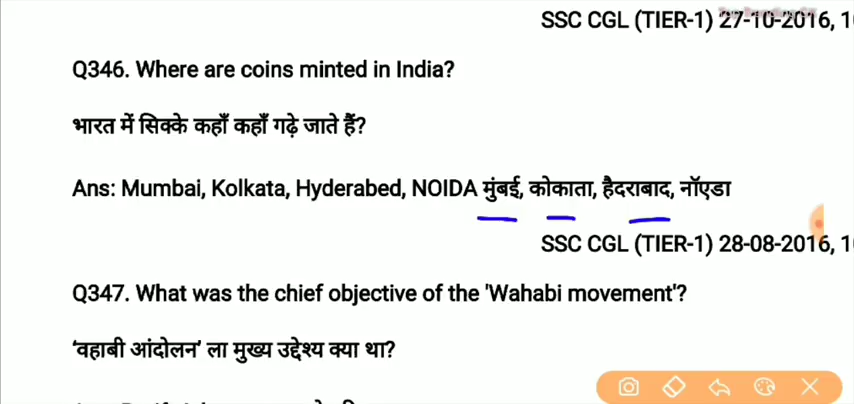 SSC CGL (TIER-1) 27-10-2016, 1
Q346. Where are coins minted in India?
भारत में सिक्के कहाँ कहाँ गढ़े जाते हैं?
Ans: Mumbai, Kolkata, Hyderabed, NOIDA मुंबई, कोकाता, हैदराबाद, नॉएडा
SSC CGL (TIER-1) 28-08-2016, 1
Q347. What was the chief objective of the 'Wahabi movement'?
‘वहाबी आंदोलन’ ला मुख्य उद्देश्य क्या था?